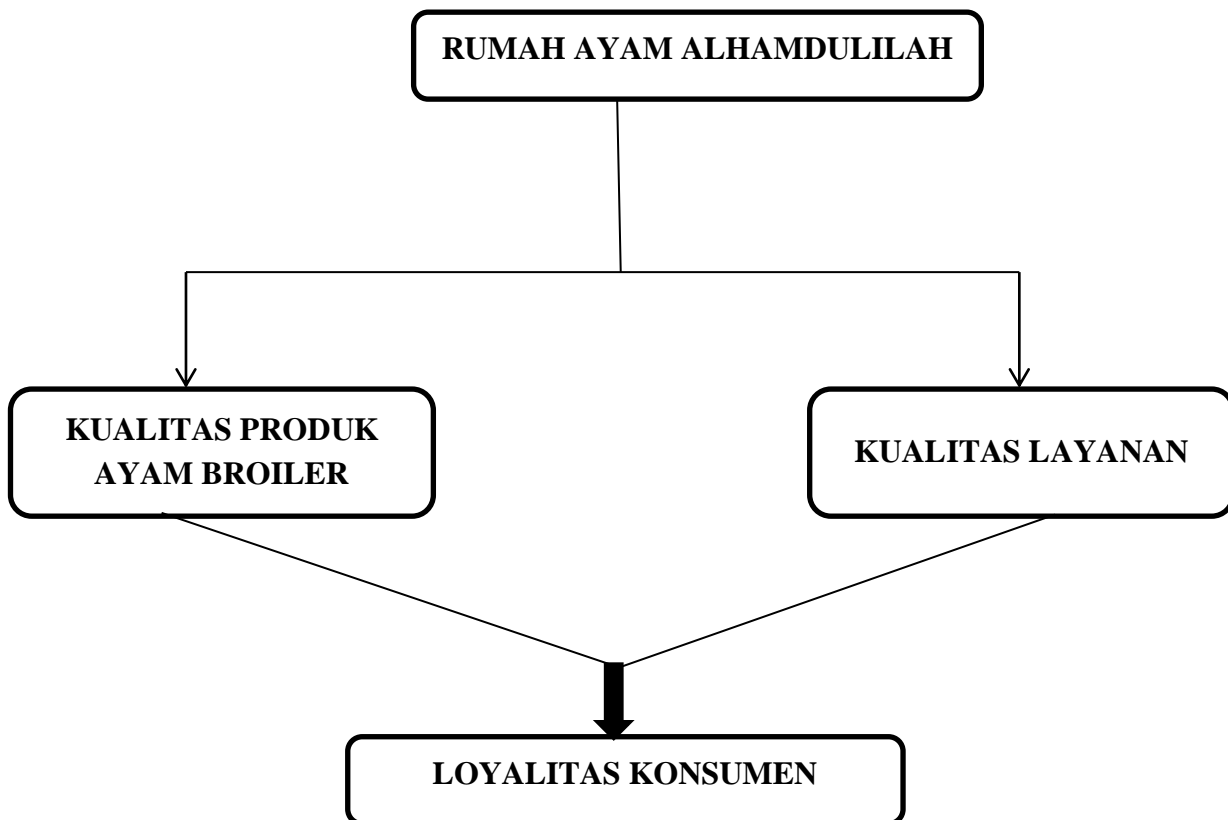 RUMAH AYAM ALHAMDULILAH
KUALITAS PRODUK
AYAM BROILER
KUALITAS LAYANAN
LOYALITAS KONSUMEN